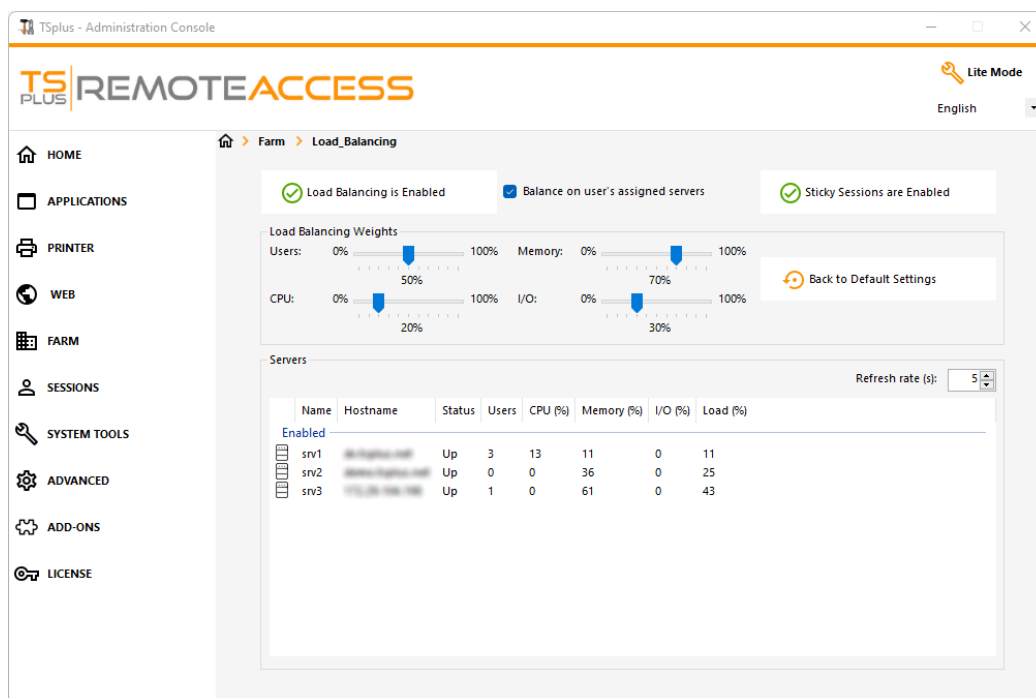 TSplus - Administration Console
TS PLUS REMOTEACCESS
Lite Mode
English
HOME
APPLICATIONS
PRINTER
WEB
FARM
SESSIONS
SYSTEM TOOLS
ADVANCED
ADD-ONS
LICENSE
Farm Load_Balancing
Load Balancing is Enabled
Balance on user's assigned servers
Sticky Sessions are Enabled
Load Balancing Weights
Users: 0% 100% Memory: 0% 100%
50% 70%
Back to Default Settings
CPU: 0% 100% I/O: 0% 100%
20% 30%
Servers
Refresh rate (s): 5
Name Hostname Status Users CPU (%) Memory (%) I/O (%) Load (%)
Enabled
srv1 Up 3 13 11 0 11
srv2 Up 0 0 36 0 25
srv3 Up 1 0 61 0 43